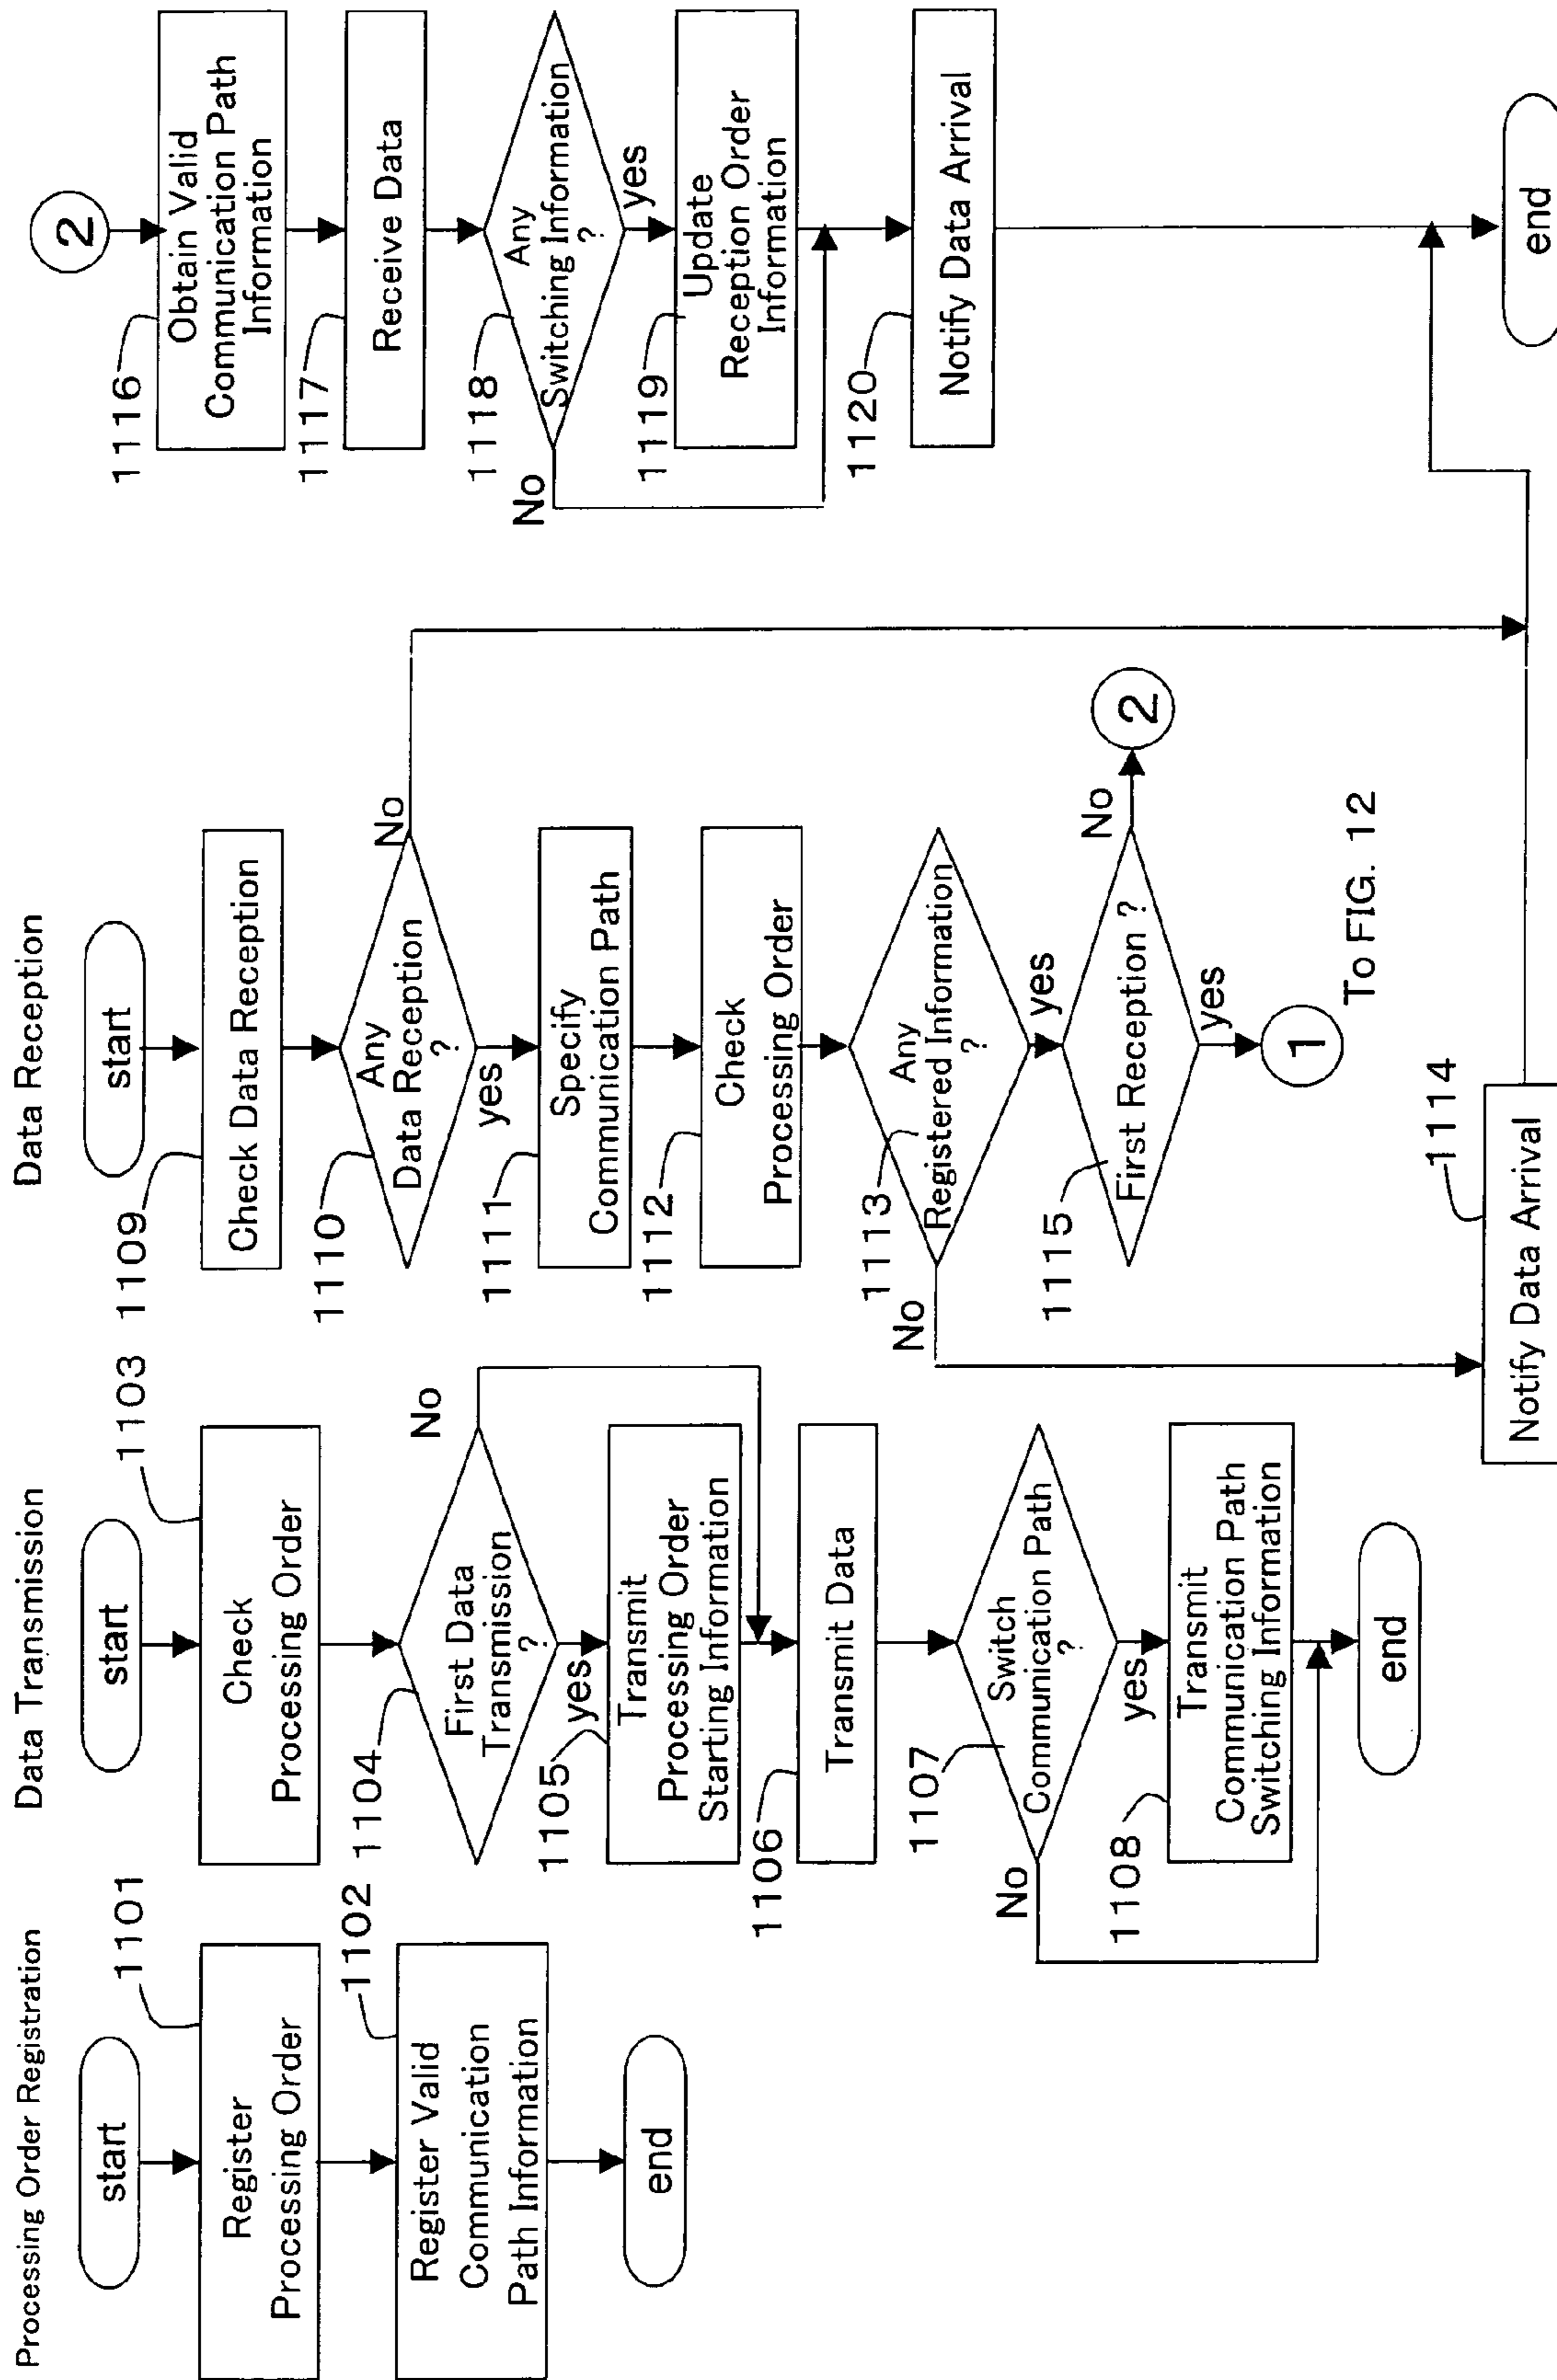 Processing Order Registration
start
1101
Register
Processing Order
1102
Register Valid
Communication
Path Information
end
Data Transmission
start
1103
Check
Processing Order
1104
First Data
Transmission
?
No
yes
1105
Transmit
Processing Order
Starting Information
1106
Transmit Data
1107
Switch
Communication Path
?
No
yes
1108
Transmit
Communication Path
Switching Information
end
Data Reception
start
1109
Check Data Reception
1110
Any
Data Reception
?
No
yes
1111
Specify
Communication Path
1112
Check
Processing Order
1113
Any
Registered Information
?
No
yes
1115
First Reception ?
No
2
yes
1
To FIG. 12
1114
Notify Data Arrival
2
1116
Obtain Valid
Communication Path
Information
1117
Receive Data
1118
Any
Switching Information
?
No
yes
1119
Update
Reception Order
Information
1120
Notify Data Arrival
end